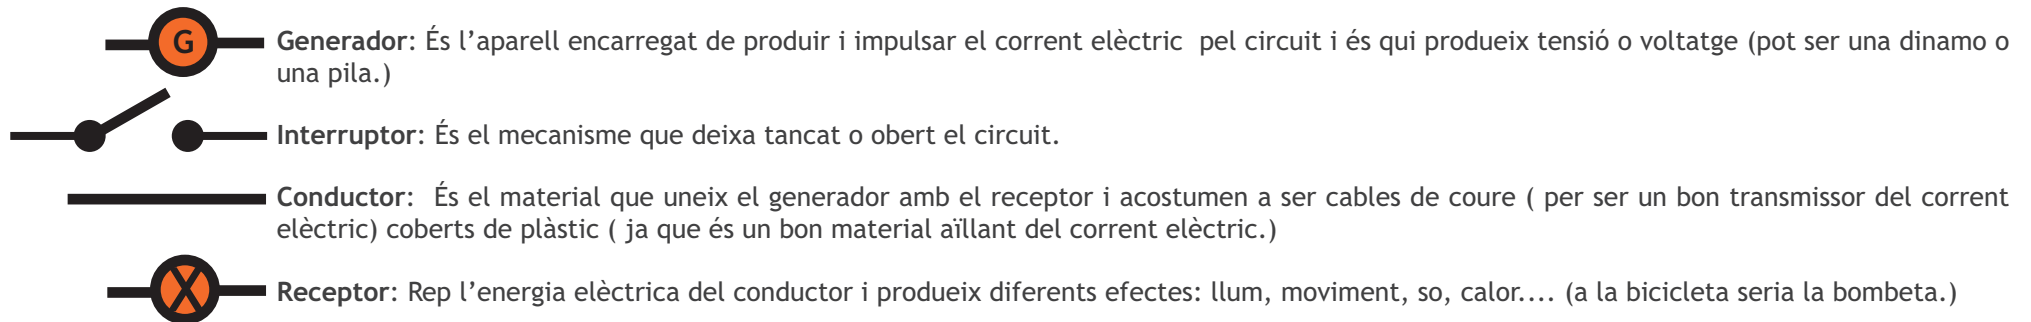 G Generador: És l’aparell encarregat de produir i impulsar el corrent elèctric pel circuit i és qui produeix tensió o voltatge (pot ser una dinamo o
una pila.)
Interruptor: És el mecanisme que deixa tancat o obert el circuit.
Conductor: És el material que uneix el generador amb el receptor i acostumen a ser cables de coure ( per ser un bon transmissor del corrent
elèctric) coberts de plàstic ( ja que és un bon material aïllant del corrent elèctric.)
Receptor: Rep l’energia elèctrica del conductor i produeix diferents efectes: llum, moviment, so, calor.... (a la bicicleta seria la bombeta.)